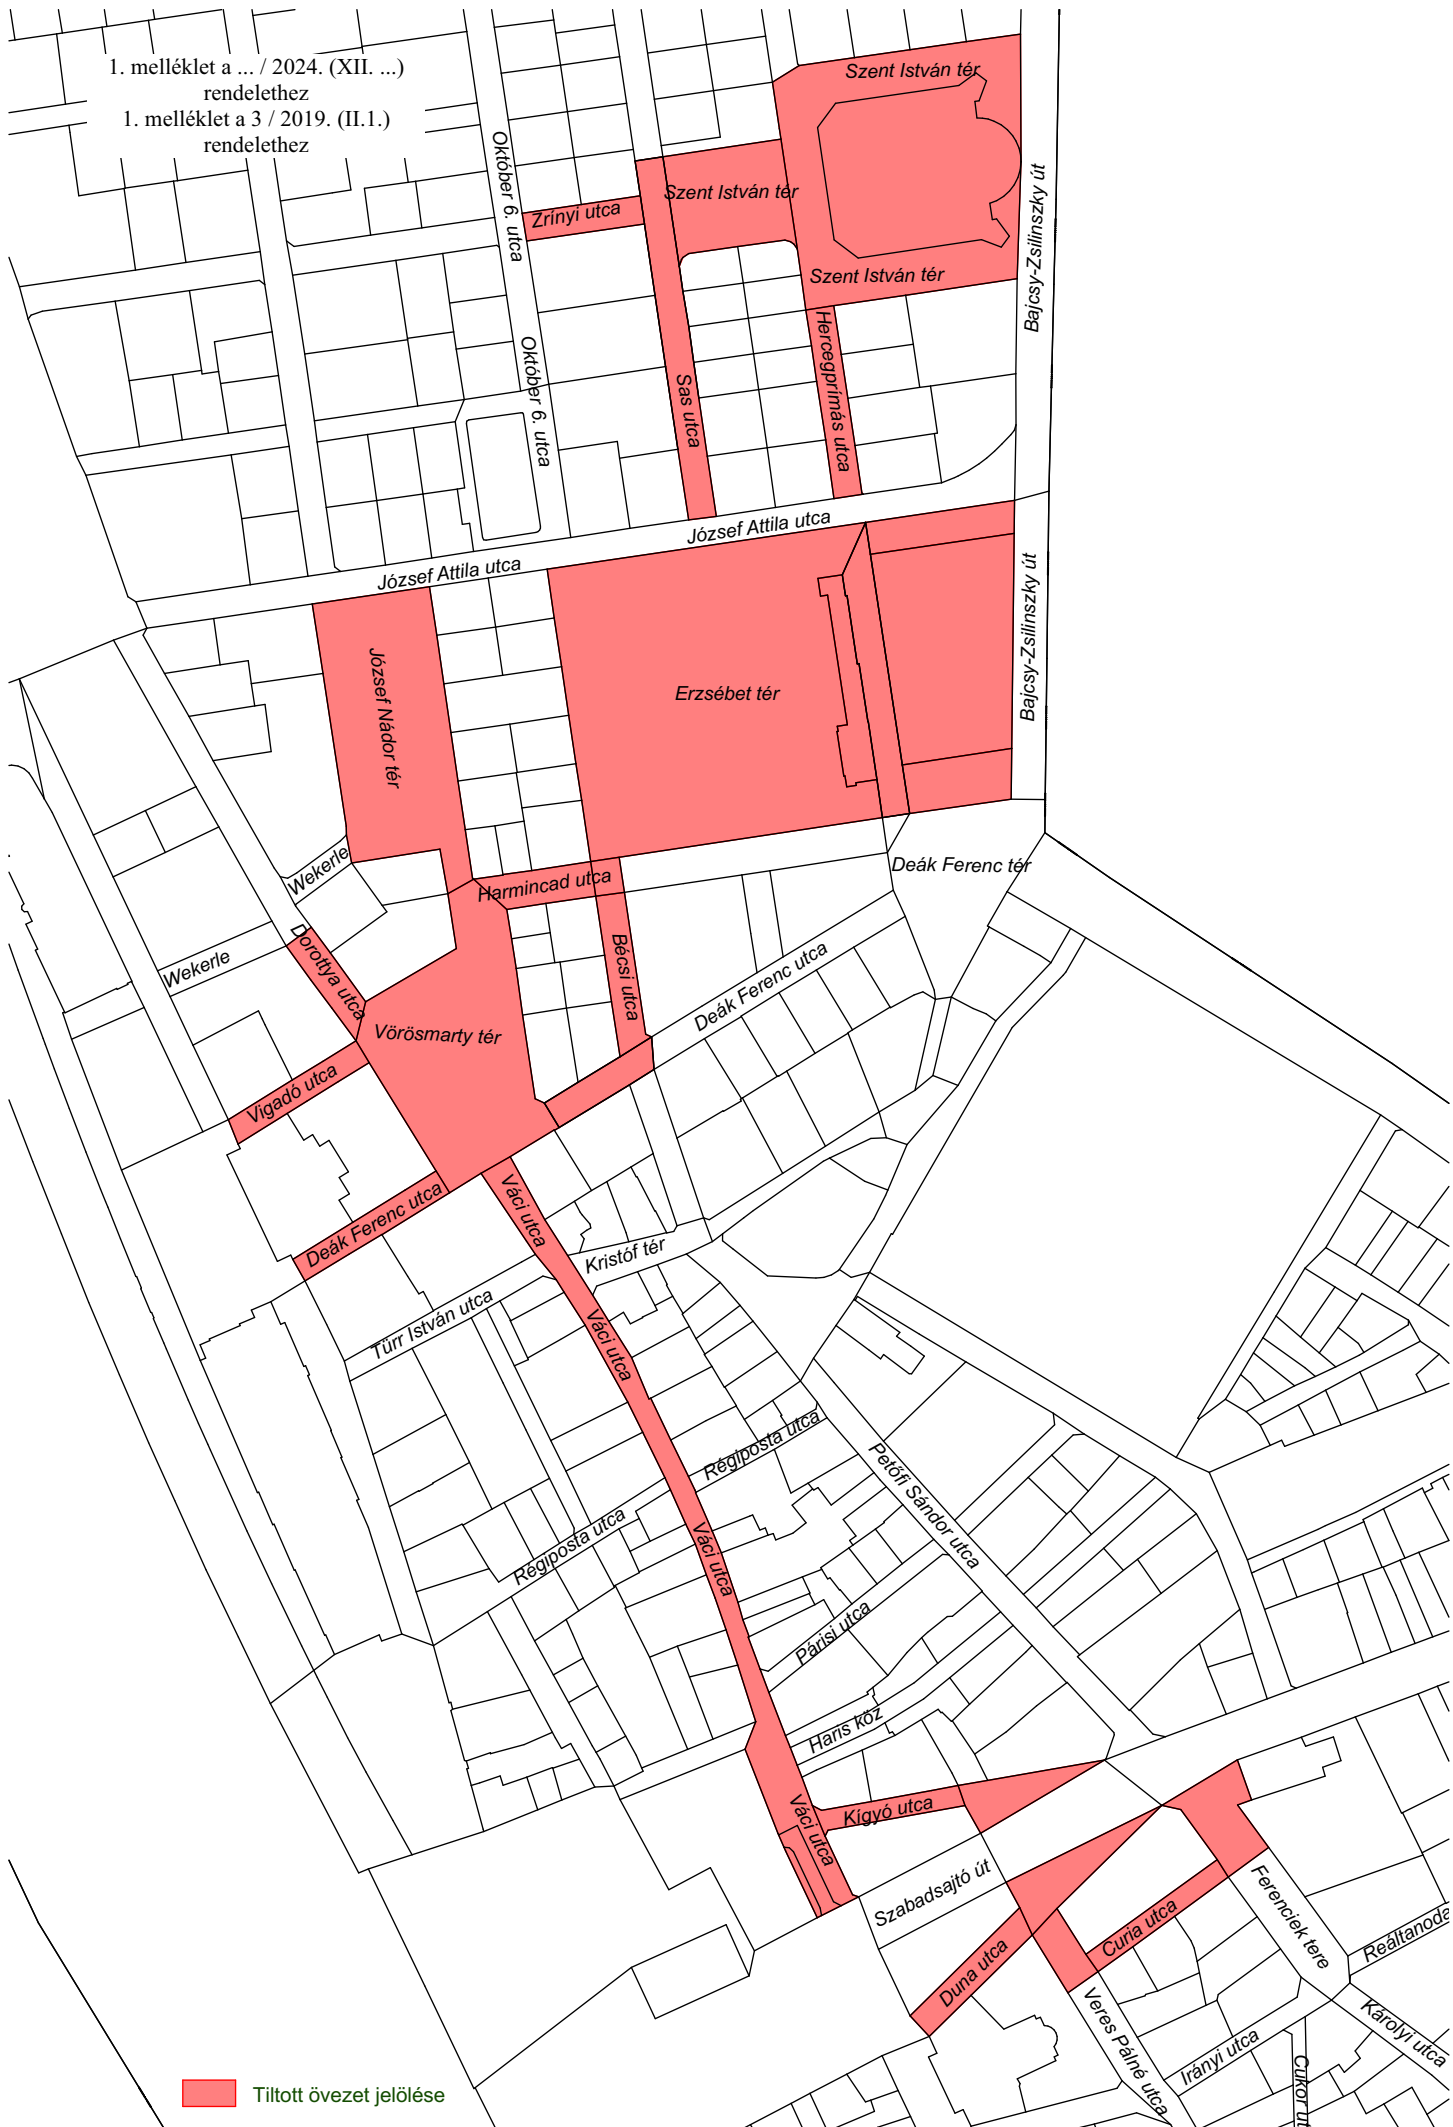 1. melléklet a ... / 2024. (XII. ...)
rendelethez
1. melléklet a 3 / 2019. (II.1.)
rendelethez
Szent István tér
Október 6. utca
Szent István tér
Zrínyi utca
Bajcsy-Zsilinszky út
Szent István tér
Hercegprímás utca
Október 6. utca
Sas utca
József Attila utca
József Attila utca
Bajcsy-Zsilinszky út
József Nádor tér
Erzsébet tér
Wekerle
Deák Ferenc tér
Harmincad utca
Dorottya utca
Wekerle
Bécsi utca
Deák Ferenc utca
Vörösmarty tér
Vigadó utca
Váci utca
Deák Ferenc utca
Kristóf tér
Türr István utca
Váci utca
Régiposta utca
Petőfi Sándor utca
Régiposta utca
Váci utca
Párisi utca
Haris köz
Váci utca
Kígyó utca
Szabadsajtó út
Ferenciek tere
Curia utca
Reáltanoda
Duna utca
Veres Pálné utca
Irányi utca
Károlyi utca
Cukor ut
Tiltott övezet jelölése